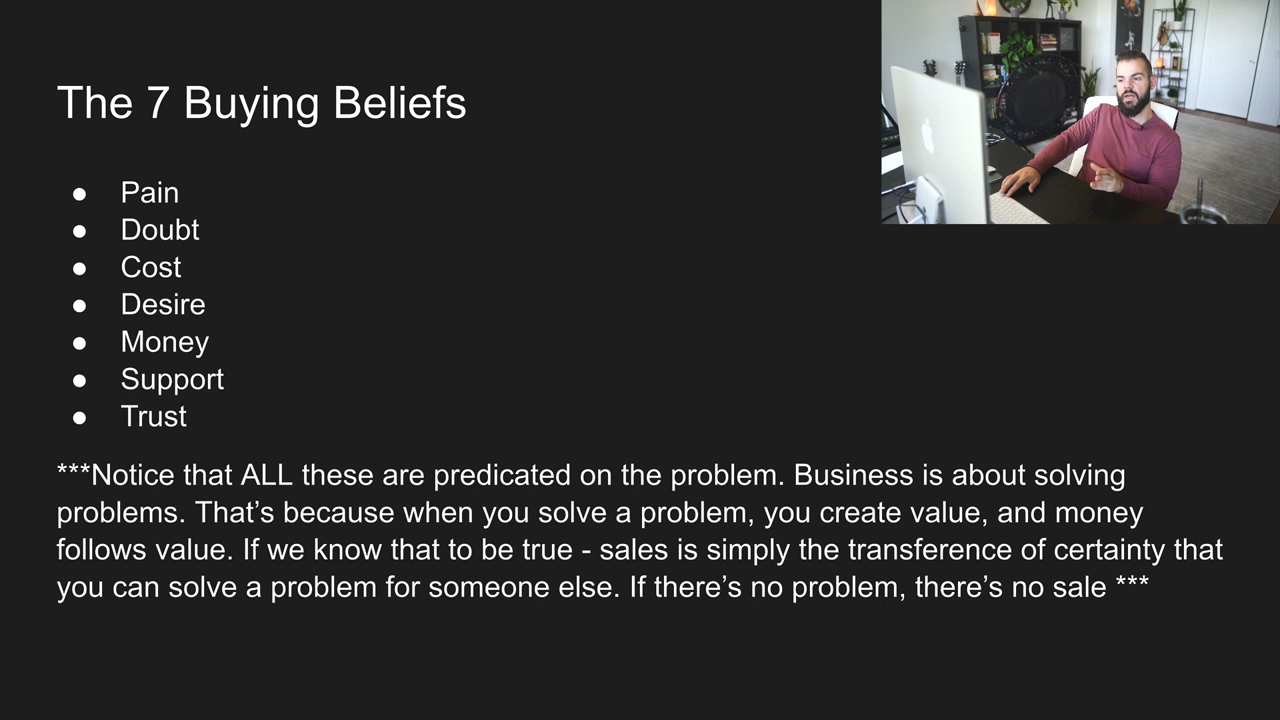 The 7 Buying Beliefs
● Pain
● Doubt
● Cost
● Desire
● Money
● Support
● Trust
***Notice that ALL these are predicated on the problem. Business is about solving
problems. That’s because when you solve a problem, you create value, and money
follows value. If we know that to be true - sales is simply the transference of certainty that
you can solve a problem for someone else. If there’s no problem, there’s no sale ***